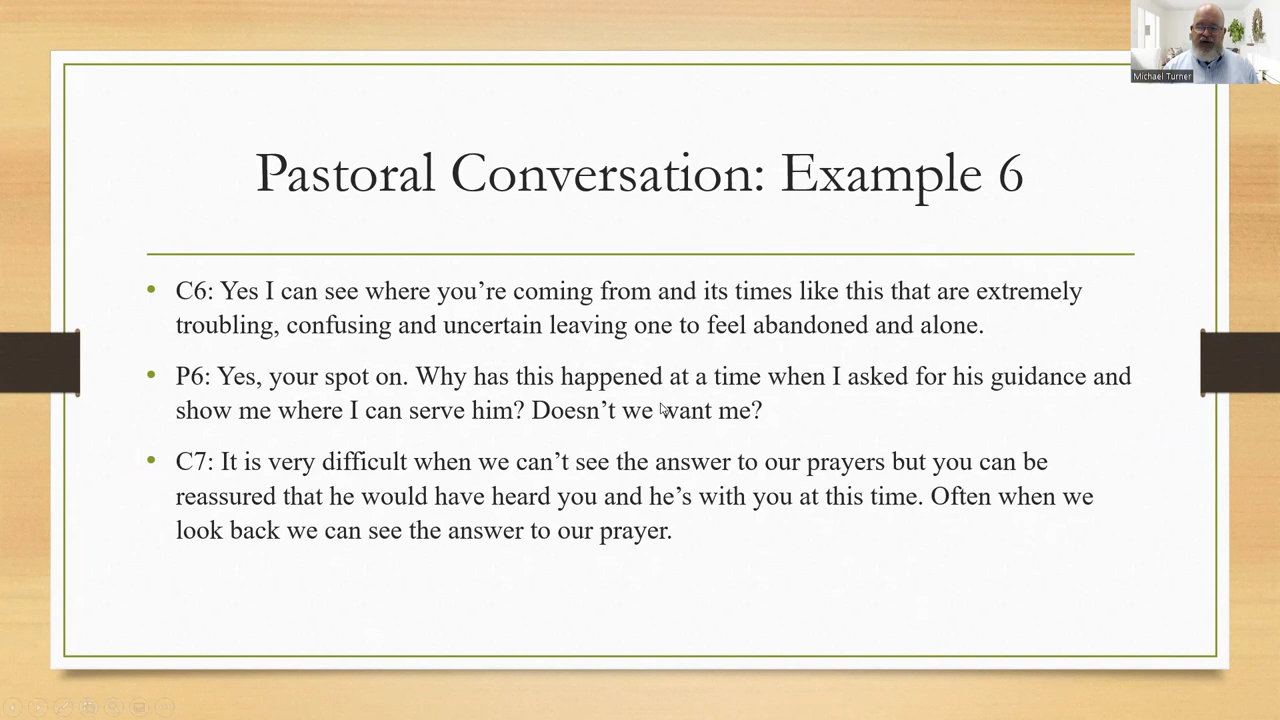 Michael Turner
Pastoral Conversation: Example 6
• C6: Yes I can see where you’re coming from and its times like this that are extremely
troubling, confusing and uncertain leaving one to feel abandoned and alone.
• P6: Yes, your spot on. Why has this happened at a time when I asked for his guidance and
show me where I can serve him? Doesn’t we want me?
• C7: It is very difficult when we can’t see the answer to our prayers but you can be
reassured that he would have heard you and he’s with you at this time. Often when we
look back we can see the answer to our prayer.